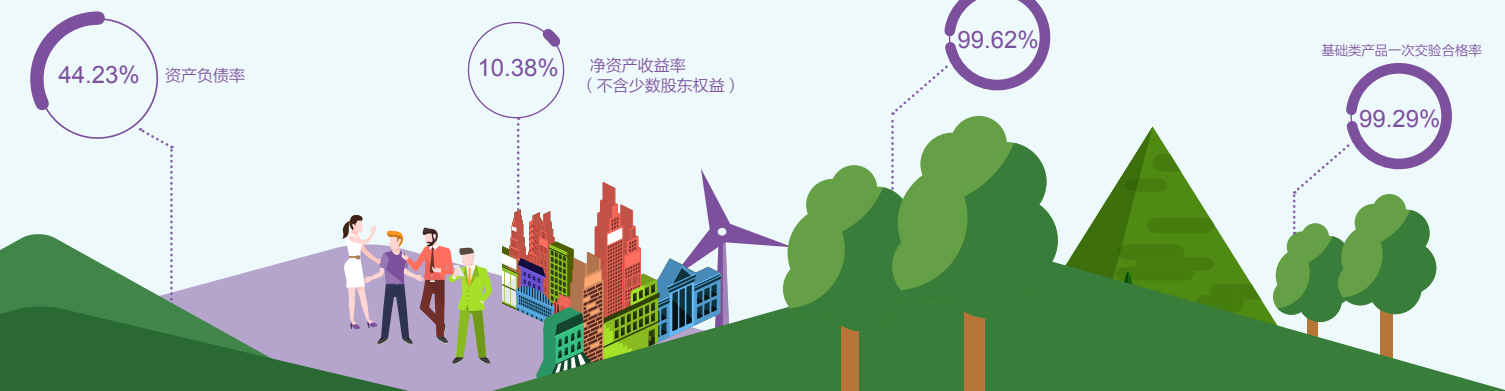 44.23%
资产负债率
10.38%
净资产收益率
（不含少数股东权益）
99.62%
基础类产品一次交验合格率
99.29%